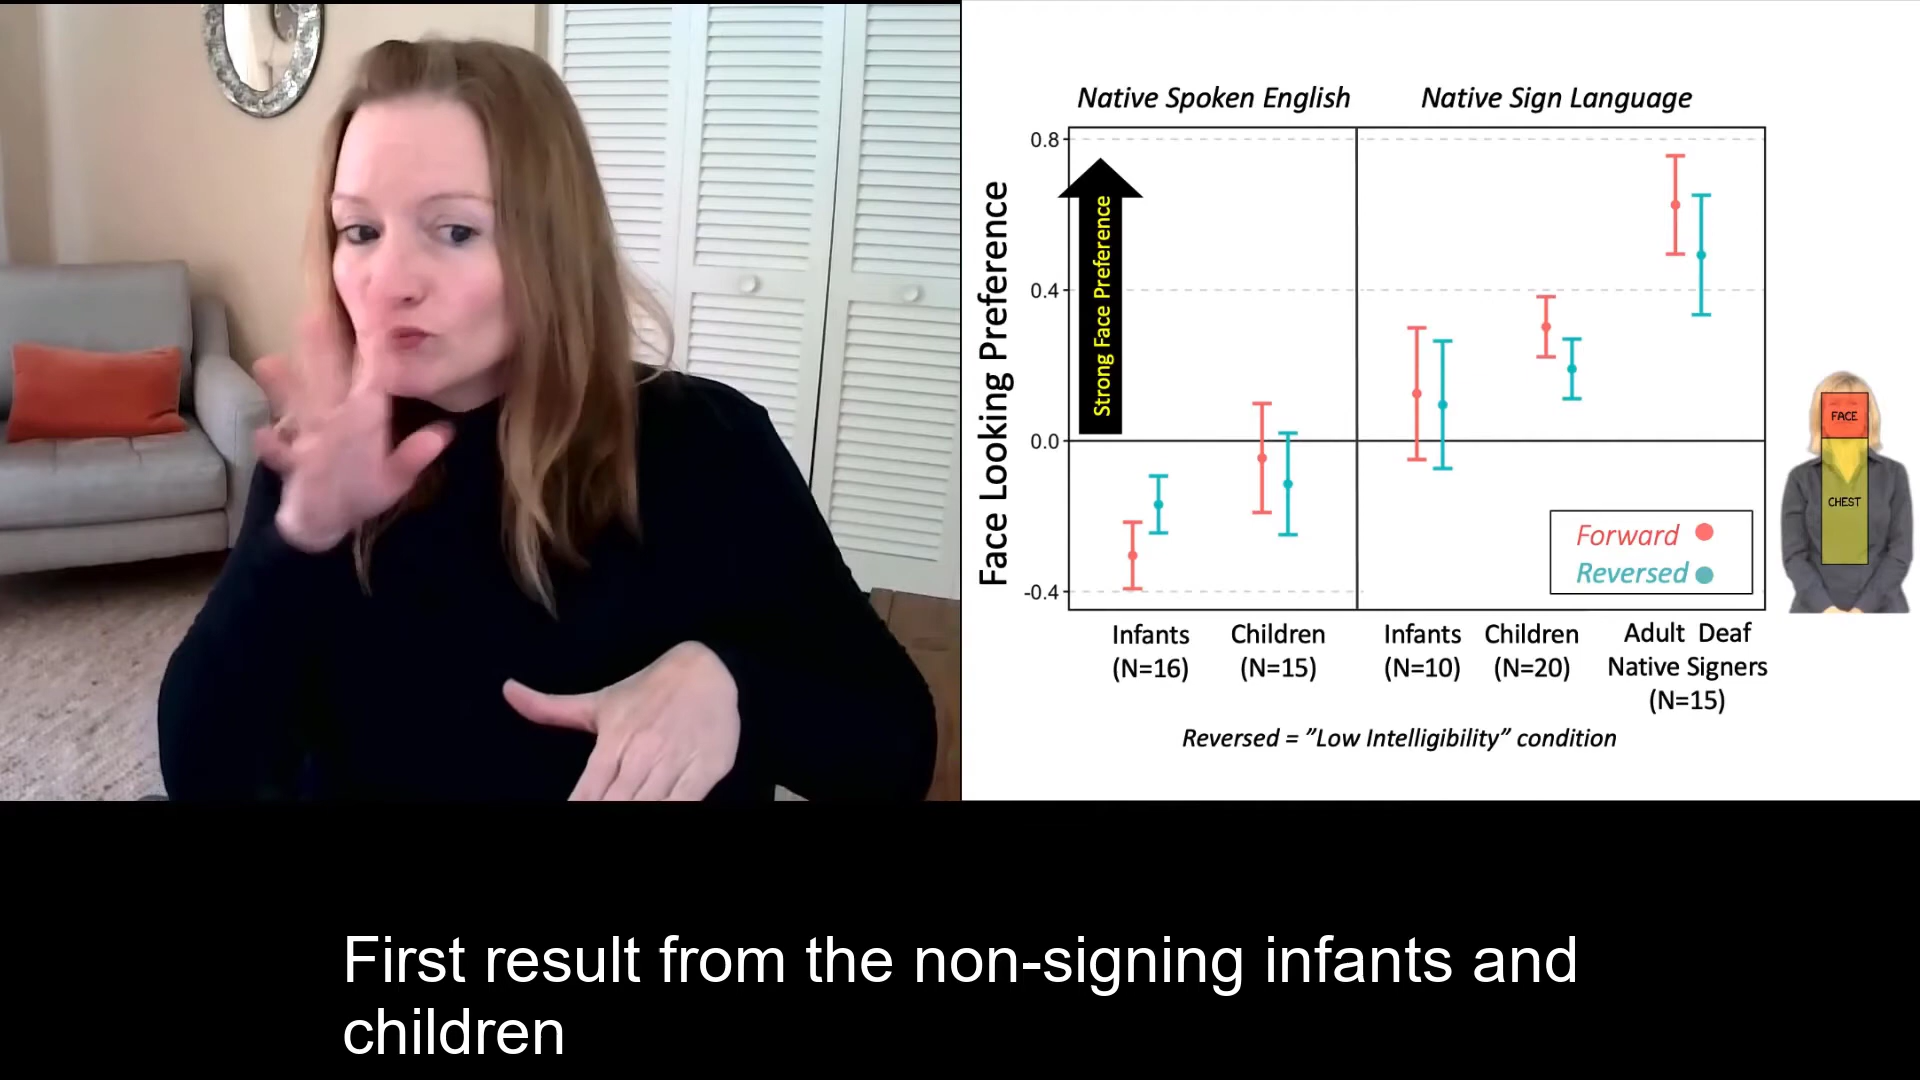 Native Spoken English
Native Sign Language
Face Looking Preference
0.8
0.4
0.0
-0.4
Strong Face Preference
Forward
Reversed
FACE
CHEST
Infants
(N=16)
Children
(N=15)
Infants
(N=10)
Children
(N=20)
Adult Deaf
Native Signers
(N=15)
Reversed = ”Low Intelligibility” condition
First result from the non-signing infants and
children